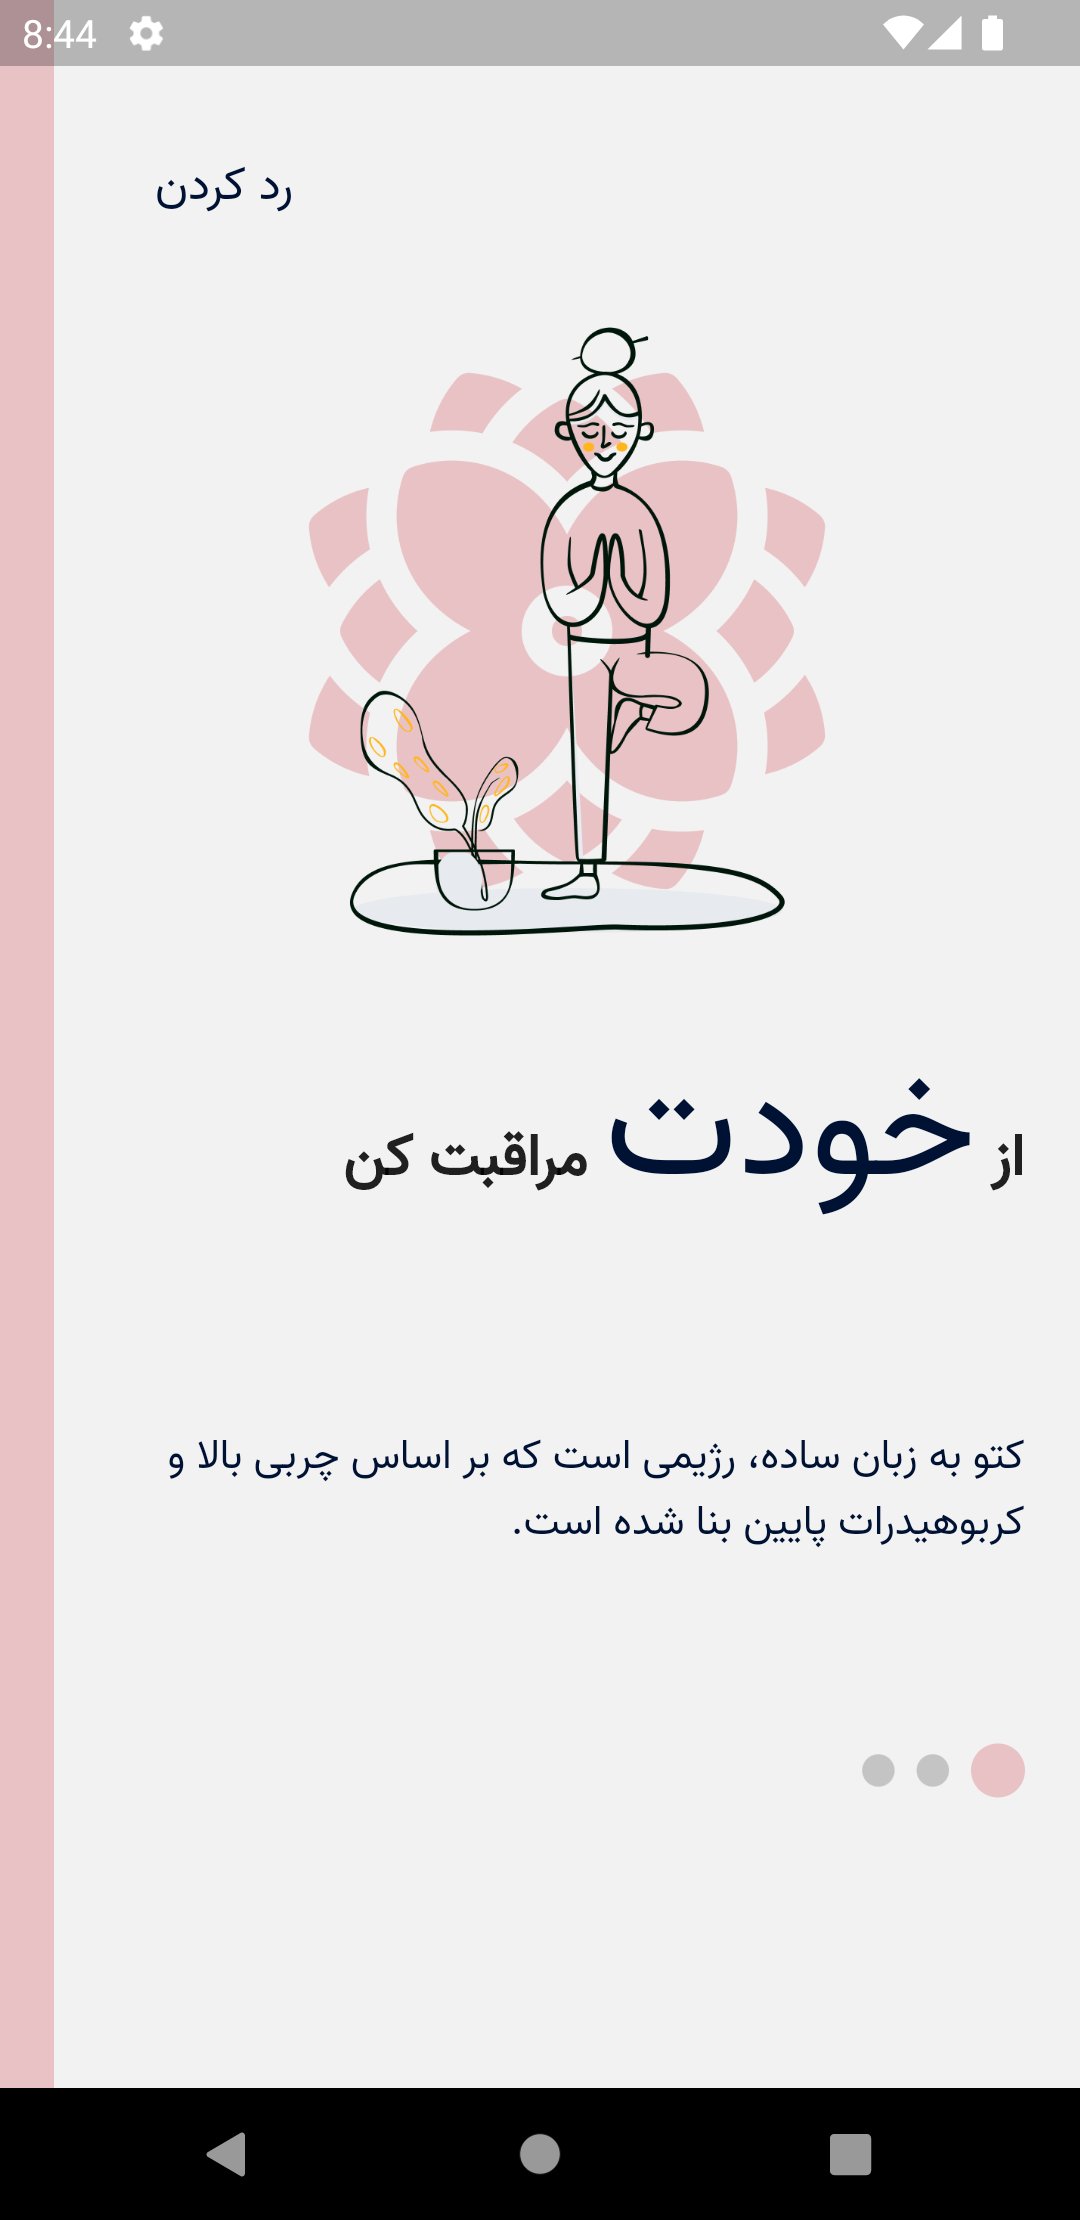 8:44
رد کردن
از خودت مراقبت کن
کتو به زبان ساده، رژیمی است که بر اساس چربی بالا و
کربوهیدرات پایین بنا شده است.